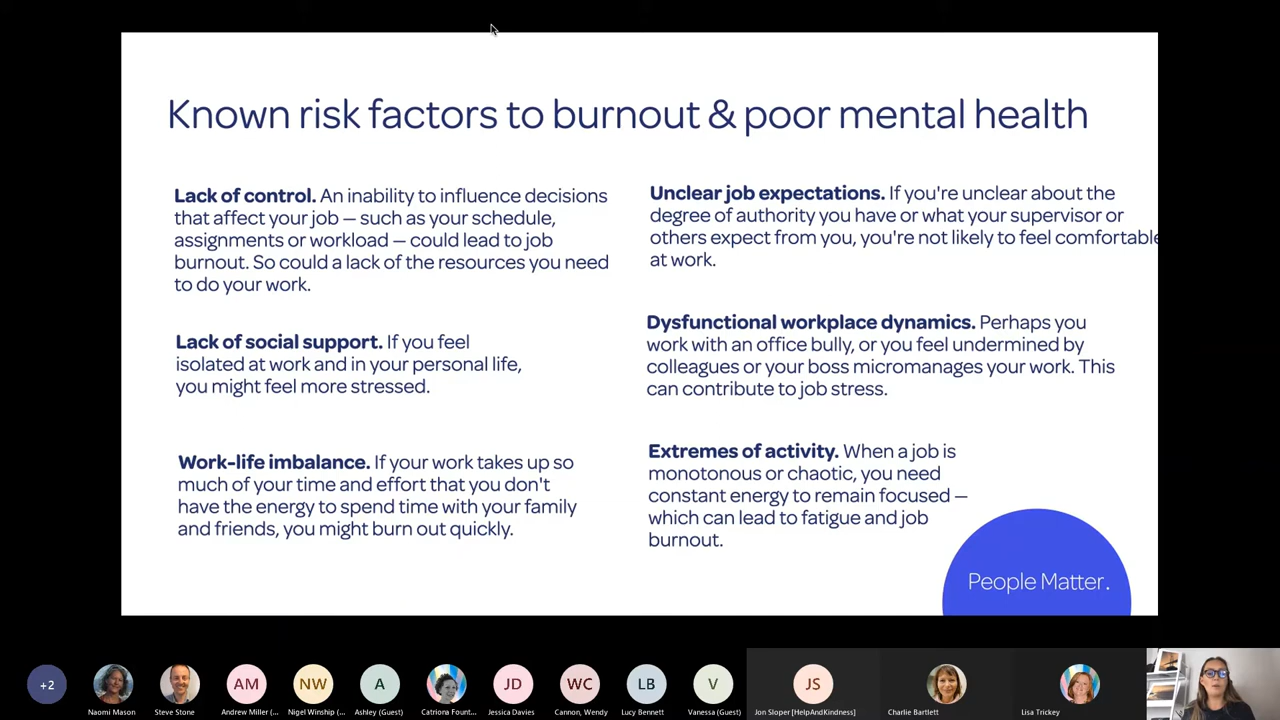 Known risk factors to burnout & poor mental health
Lack of control. An inability to influence decisions
that affect your job — such as your schedule,
assignments or workload — could lead to job
burnout. So could a lack of the resources you need
to do your work.
Lack of social support. If you feel
isolated at work and in your personal life,
you might feel more stressed.
Work-life imbalance. If your work takes up so
much of your time and effort that you don't
have the energy to spend time with your family
and friends, you might burn out quickly.
Unclear job expectations. If you're unclear about the
degree of authority you have or what your supervisor or
others expect from you, you're not likely to feel comfortable
at work.
Dysfunctional workplace dynamics. Perhaps you
work with an office bully, or you feel undermined by
colleagues or your boss micromanages your work. This
can contribute to job stress.
Extremes of activity. When a job is
monotonous or chaotic, you need
constant energy to remain focused —
which can lead to fatigue and job
burnout.
People Matter.
+2
AM
NW
A
JD
WC
LB
V
JS
Naomi Mason
Steve Stone
Andrew Miller (...
Nigel Winship (...
Ashley (Guest)
Catriona Fount...
Jessica Davies
Cannon, Wendy
Lucy Bennett
Vanessa (Guest)
Jon Sloper [HelpAndKindness]
Charlie Bartlett
Lisa Trickey